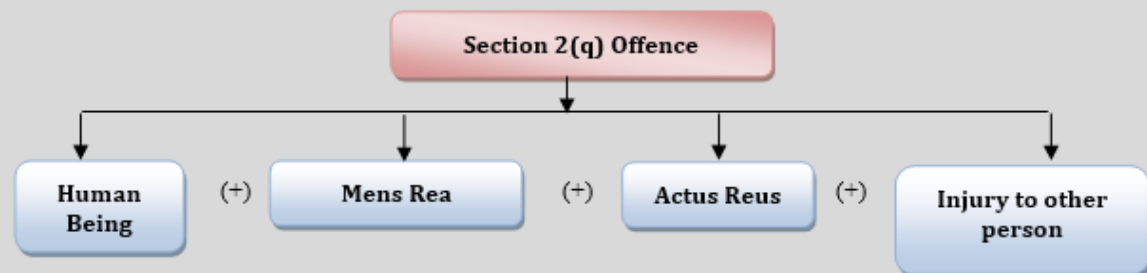 Section 2(q) Offence
Human
Being
(+)
Mens Rea
(+)
Actus Reus
(+)
Injury to other
person